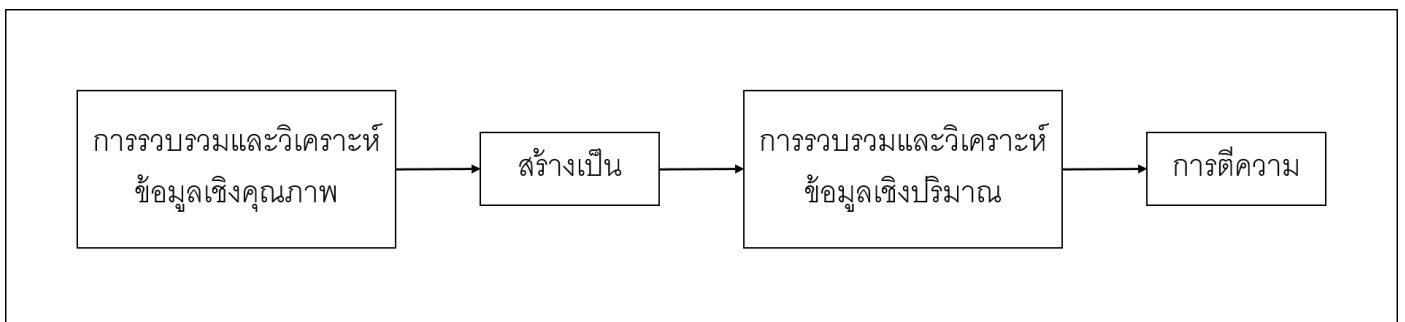 การรวบรวมและวิเคราะห์
ข้อมูลเชิงคุณภาพ
สร้างเป็น
การรวบรวมและวิเคราะห์
ข้อมูลเชิงปริมาณ
การตีความ